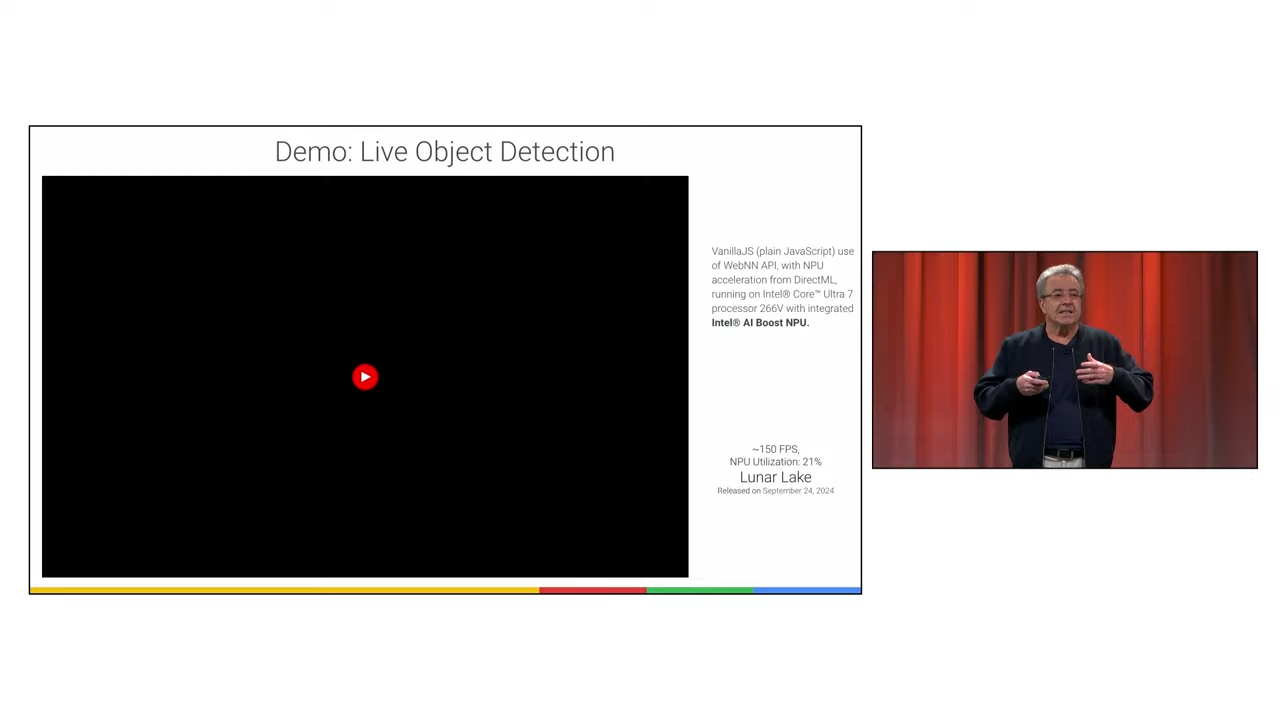 Demo: Live Object Detection
VanillaJS (plain JavaScript) use
of WebNN API, with NPU
acceleration from DirectML,
running on Intel® Core™ Ultra 7
processor 266V with integrated
Intel® AI Boost NPU.
~150 FPS,
NPU Utilization: 21%
Lunar Lake
Released on September 24, 2024